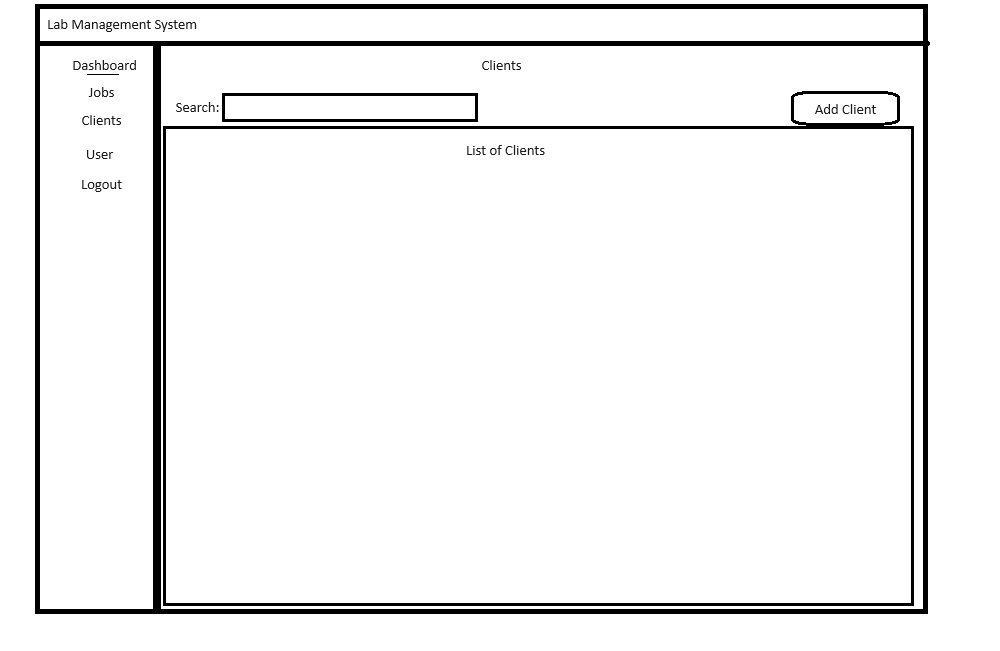 Lab Management System
Dashboard
Jobs
Clients
User
Logout
Clients
Search:
Add Client
List of Clients